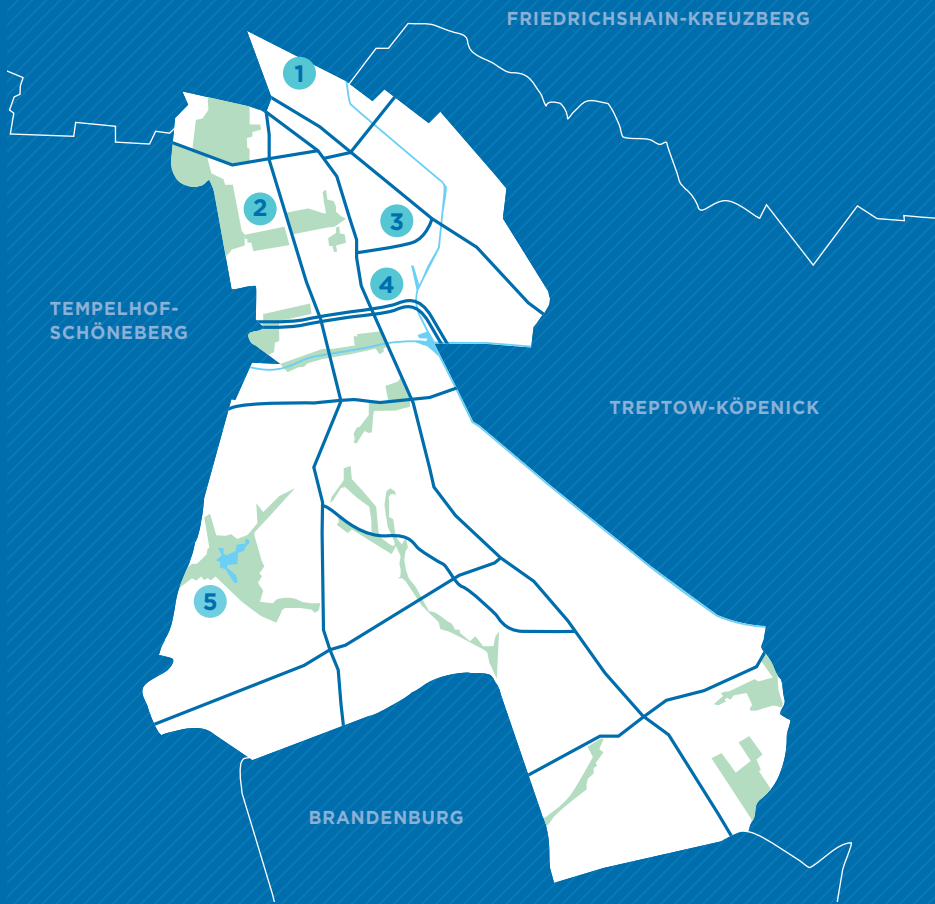 FRIEDRICHSHAIN-KREUZBERG
1
2
3
4
TEMPELHOF-
SCHÖNEBERG
TREPTOW-KÖPENICK
5
BRANDENBURG